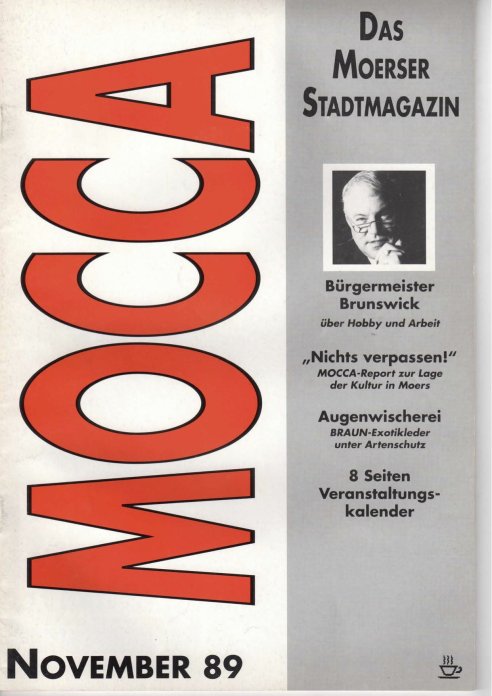 MOCCA
DAS
MOERSER
STADTMAGAZIN
Bürgermeister
Brunswick
über Hobby und Arbeit
„Nichts verpassen!“
MOCCA-Report zur Lage
der Kultur in Moers
Augenwischerei
BRAUN-Exotikleder
unter Artenschutz
8 Seiten
Veranstaltungs-
kalender
NOVEMBER 89